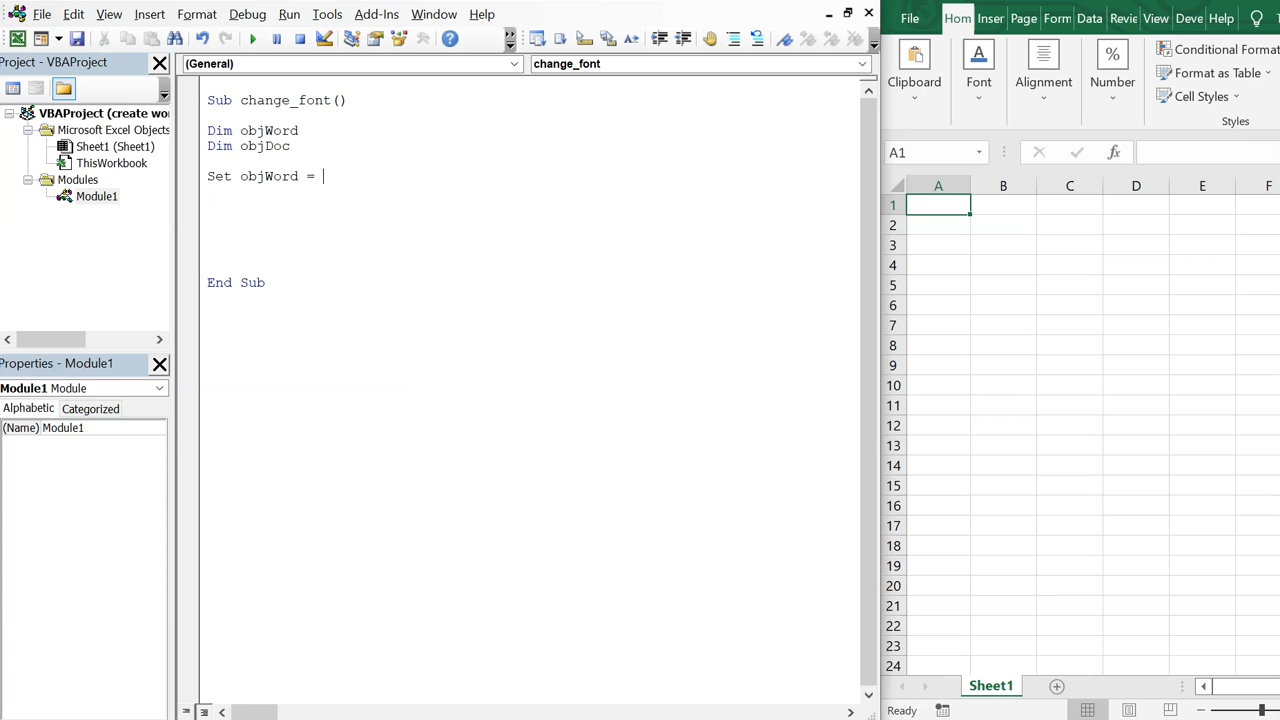 File Edit View Insert Format Debug Run Tools Add-Ins Window Help
Project - VBAProject
VBAProject (create wo
Microsoft Excel Objects
Sheet1 (Sheet1)
ThisWorkbook
Modules
Module1
Properties - Module1
Module1 Module
Alphabetic Categorized
(Name) Module1
(General) change_font
Sub change_font()
Dim objWord
Dim objDoc
Set objWord =
End Sub
File Hom Inser Page Form Data Revie View Deve Help
Clipboard Font Alignment Number
Conditional Format
Format as Table
Cell Styles
Styles
A1 fx
A B C D E F
1
2
3
4
5
6
7
8
9
10
11
12
13
14
15
16
17
18
19
20
21
22
23
24
Sheet1
Ready